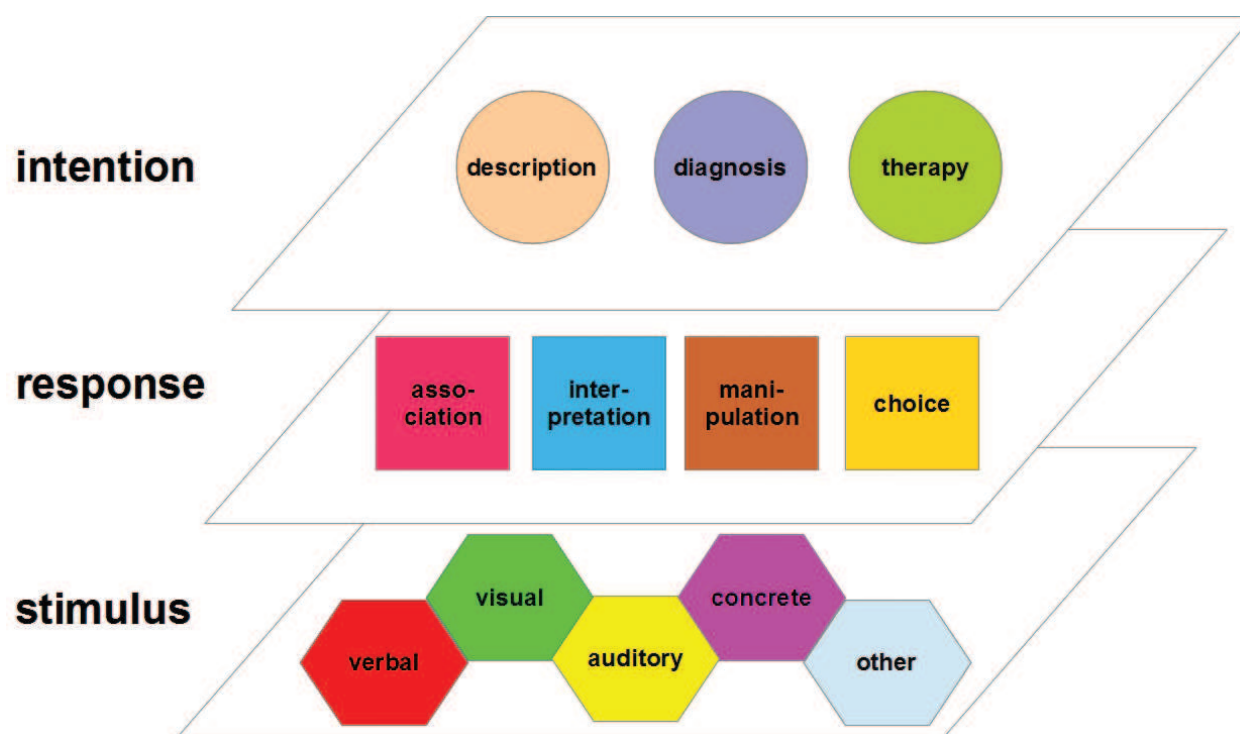 intention
description
diagnosis
therapy
response
asso-
ciation
inter-
pretation
mani-
pulation
choice
stimulus
verbal
visual
auditory
concrete
other